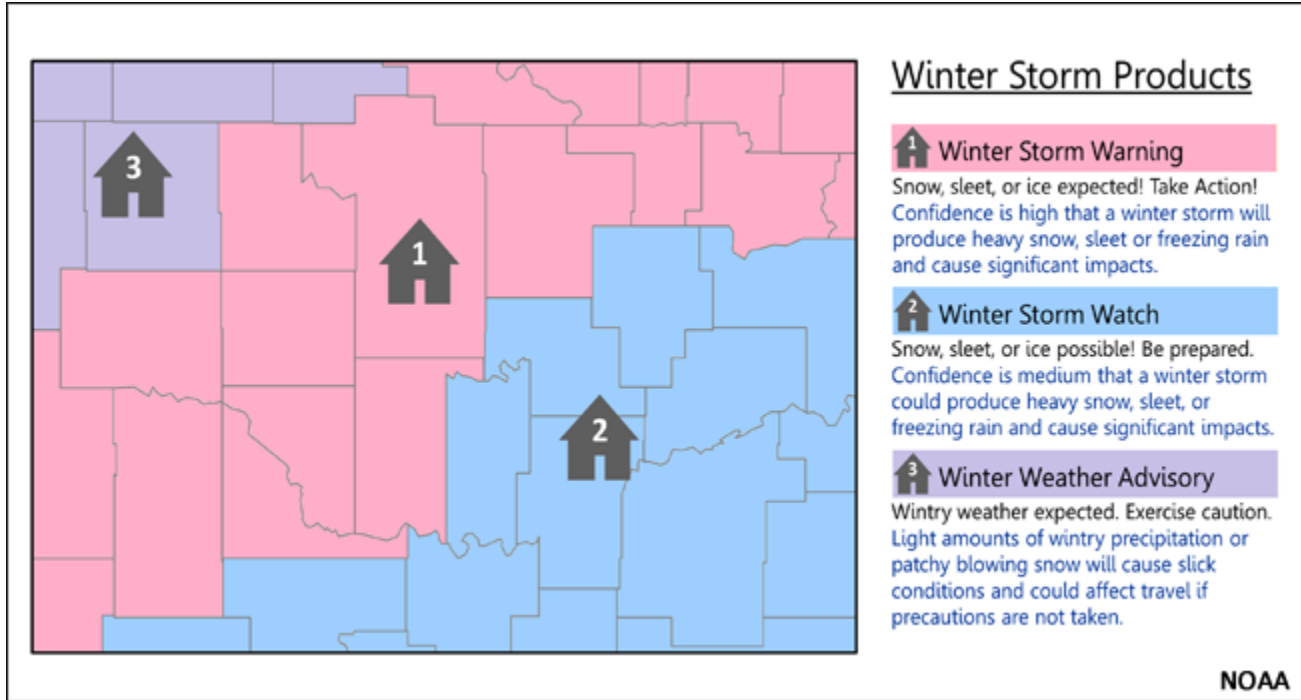 Winter Storm Products
3
1
2
1 Winter Storm Warning
Snow, sleet, or ice expected! Take Action!
Confidence is high that a winter storm will
produce heavy snow, sleet or freezing rain
and cause significant impacts.
2 Winter Storm Watch
Snow, sleet, or ice possible! Be prepared.
Confidence is medium that a winter storm
could produce heavy snow, sleet, or
freezing rain and cause significant impacts.
3 Winter Weather Advisory
Wintry weather expected. Exercise caution.
Light amounts of wintry precipitation or
patchy blowing snow will cause slick
conditions and could affect travel if
precautions are not taken.
NOAA